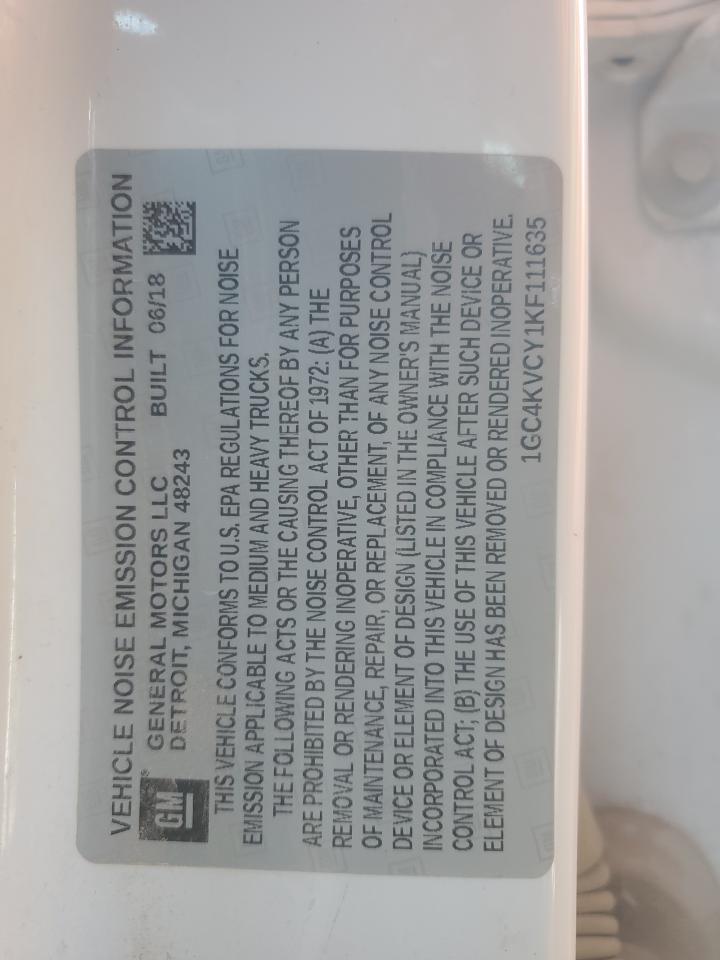 VEHICLE NOISE EMISSION CONTROL INFORMATION
GM®
GENERAL MOTORS LLC BUILT 06/18
DETROIT, MICHIGAN 48243
THIS VEHICLE CONFORMS TO U.S. EPA REGULATIONS FOR NOISE
EMISSION APPLICABLE TO MEDIUM AND HEAVY TRUCKS.
THE FOLLOWING ACTS OR THE CAUSING THEREOF BY ANY PERSON
ARE PROHIBITED BY THE NOISE CONTROL ACT OF 1972: (A) THE
REMOVAL OR RENDERING INOPERATIVE, OTHER THAN FOR PURPOSES
OF MAINTENANCE, REPAIR, OR REPLACEMENT, OF ANY NOISE CONTROL
DEVICE OR ELEMENT OF DESIGN (LISTED IN THE OWNER'S MANUAL)
INCORPORATED INTO THIS VEHICLE IN COMPLIANCE WITH THE NOISE
CONTROL ACT; (B) THE USE OF THIS VEHICLE AFTER SUCH DEVICE OR
ELEMENT OF DESIGN HAS BEEN REMOVED OR RENDERED INOPERATIVE.
1GC4KVCY1KF111635